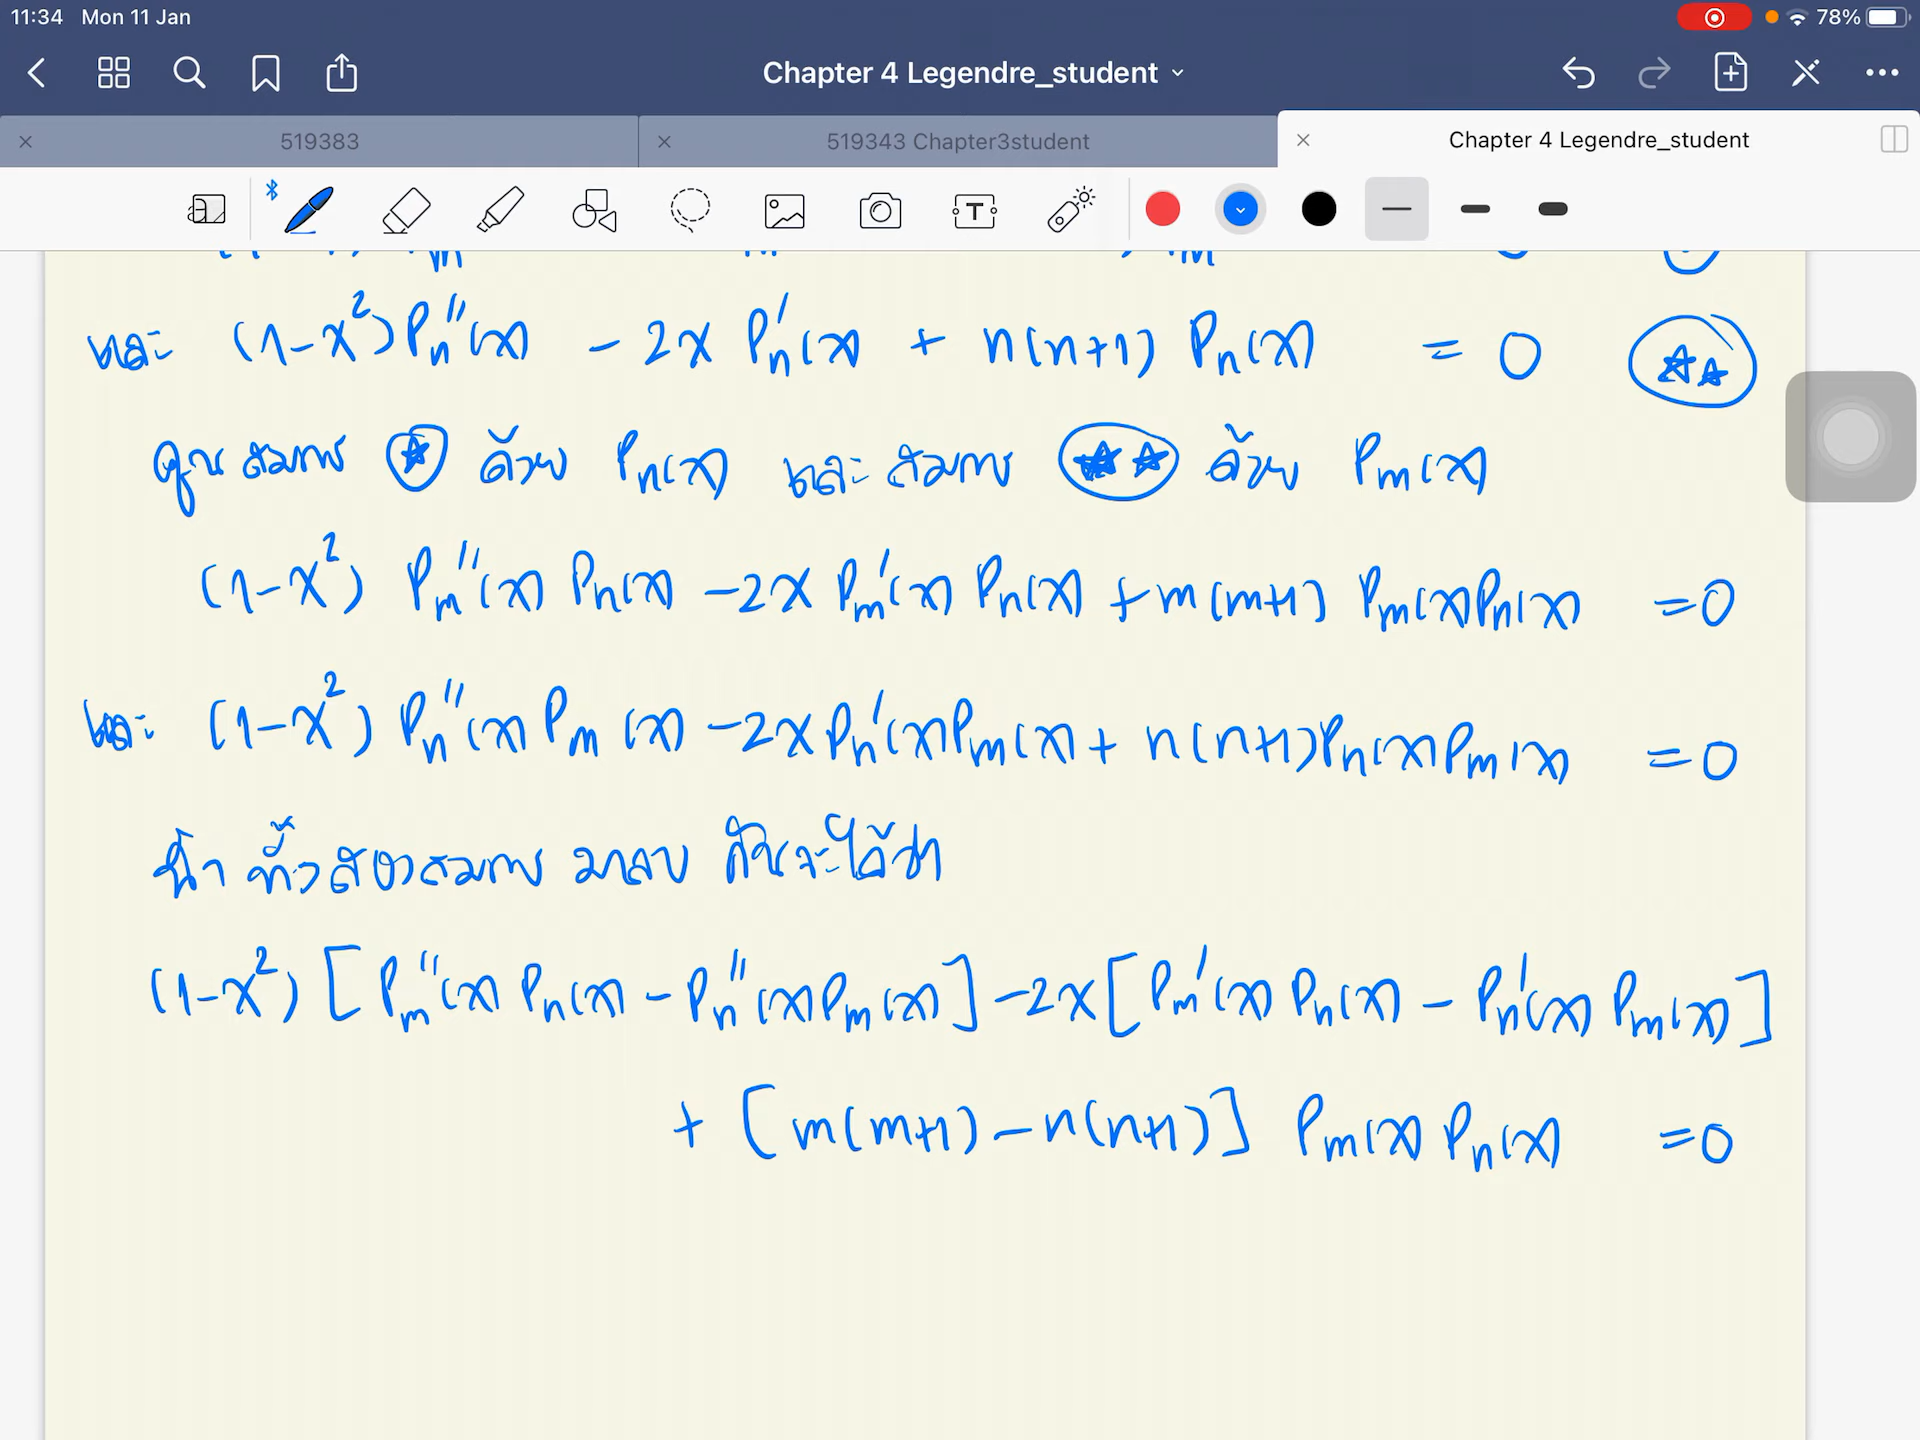 11:34 Mon 11 Jan 78%
Chapter 4 Legendre_student
519383 519343 Chapter3student Chapter 4 Legendre_student
และ (1-x²)Pₙ''(x) - 2x Pₙ'(x) + n(n+1) Pₙ(x) = 0 ☆☆
คูณสมการ ☆ ด้วย Pₙ(x) และสมการ ☆☆ ด้วย Pₘ(x)
(1-x²) Pₘ''(x) Pₙ(x) -2x Pₘ'(x) Pₙ(x) + m(m+1) Pₘ(x)Pₙ(x) =0
และ (1-x²) Pₙ''(x) Pₘ(x) -2x Pₙ'(x)Pₘ(x) + n(n+1)Pₙ(x)Pₘ(x) =0
นำ ทั้งสองสมการ มาลบ กันจะได้ว่า
(1-x²) [Pₘ''(x) Pₙ(x) - Pₙ''(x)Pₘ(x)] -2x [Pₘ'(x) Pₙ(x) - Pₙ'(x) Pₘ(x)]
+ [m(m+1) - n(n+1)] Pₘ(x) Pₙ(x) =0